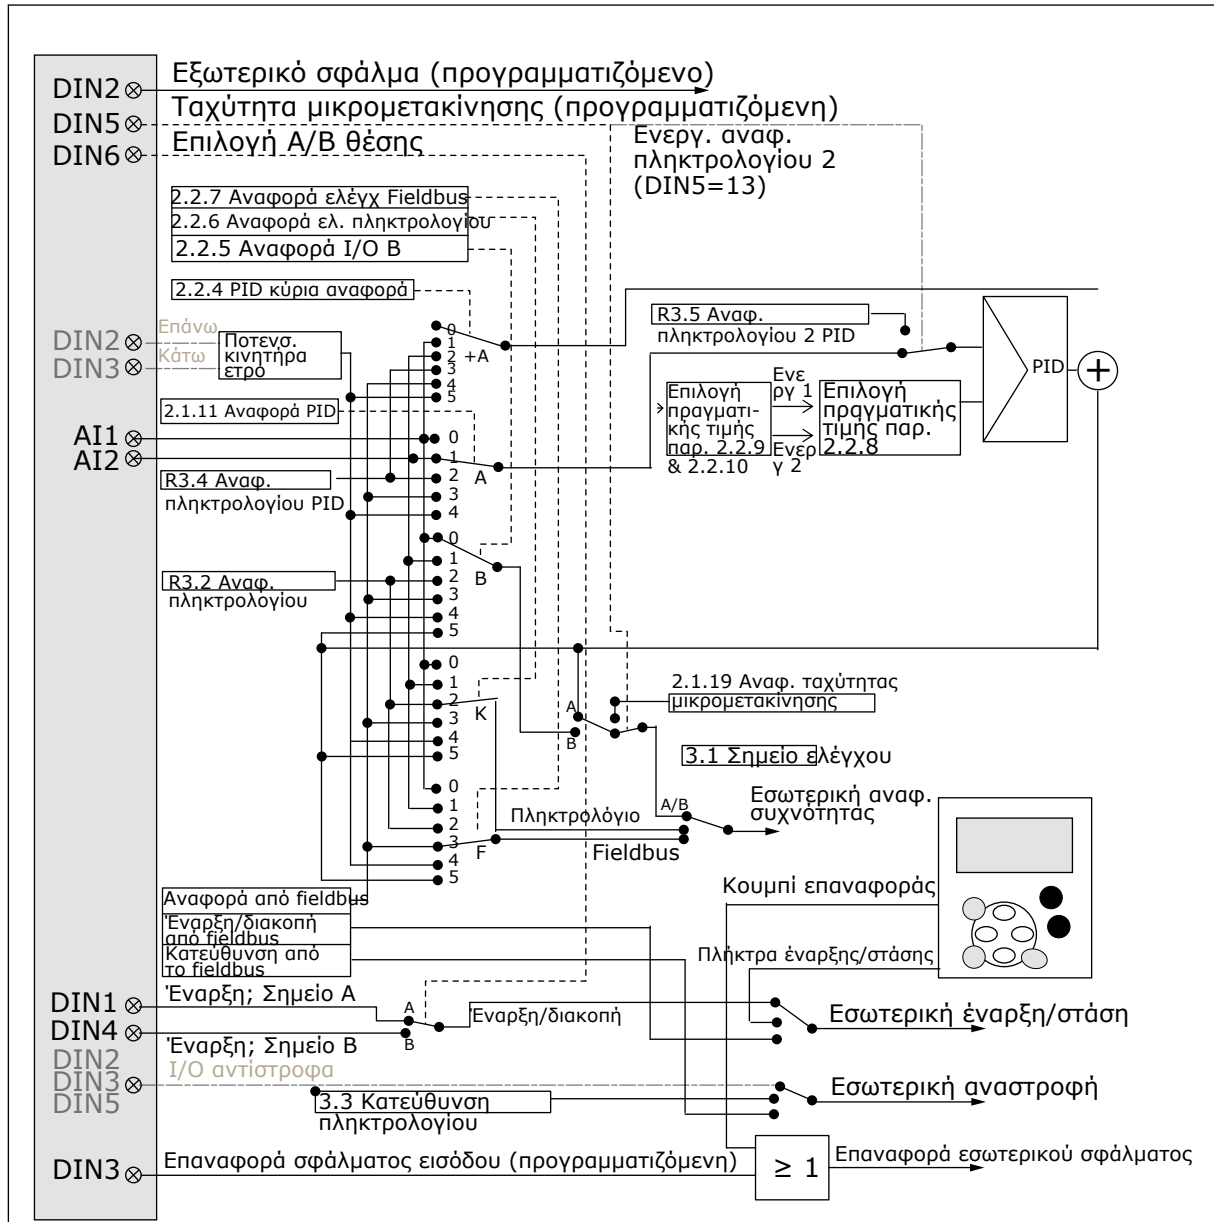 DIN2 Εξωτερικό σφάλμα (προγραμματιζόμενο)
DIN5 Ταχύτητα μικρομετακίνησης (προγραμματιζόμενη)
DIN6 Επιλογή A/B θέσης
Ενεργ. αναφ.
πληκτρολογίου 2
(DIN5=13)
2.2.7 Αναφορά ελέγχ Fieldbus
2.2.6 Αναφορά ελ. πληκτρολογίου
2.2.5 Αναφορά I/O B
2.2.4 PID κύρια αναφορά
R3.5 Αναφ.
πληκτρολογίου 2 PID
DIN2 Επάνω
DIN3 Κάτω
Ποτενσ.
κινητήρα
ετρό
0
1
2 +A
3
4
5
PID
+
Επιλογή
πραγματι-
κής τιμής
παρ. 2.2.9
& 2.2.10
Ενε
ργ 1
Ενερ
γ 2
Επιλογή
πραγματικής
τιμής παρ.
2.2.8
2.1.11 Αναφορά PID
AI1
AI2
R3.4 Αναφ.
πληκτρολογίου PID
0
1
2 A
3
4
R3.2 Αναφ.
πληκτρολογίου
0
1
2 B
3
4
5
0
1
2 K
3
4
5
2.1.19 Αναφ. ταχύτητας
μικρομετακίνησης
A
B
3.1 Σημείο ελέγχου
0
1
2
3 F
4
5
Πληκτρολόγιο
Fieldbus
A/B
Εσωτερική αναφ.
συχνότητας
Αναφορά από fieldbus
Έναρξη/διακοπή
από fieldbus
Κατεύθυνση από
το fieldbus
Κουμπί επαναφοράς
Πλήκτρα έναρξης/στάσης
DIN1 Έναρξη; Σημείο A
DIN4
Έναρξη; Σημείο B
A
B
Έναρξη/διακοπή
Εσωτερική έναρξη/στάση
DIN2
DIN3
DIN5
I/O αντίστροφα
3.3 Κατεύθυνση
πληκτρολογίου
Εσωτερική αναστροφή
DIN3 Επαναφορά σφάλματος εισόδου (προγραμματιζόμενη)
≥ 1
Επαναφορά εσωτερικού σφάλματος